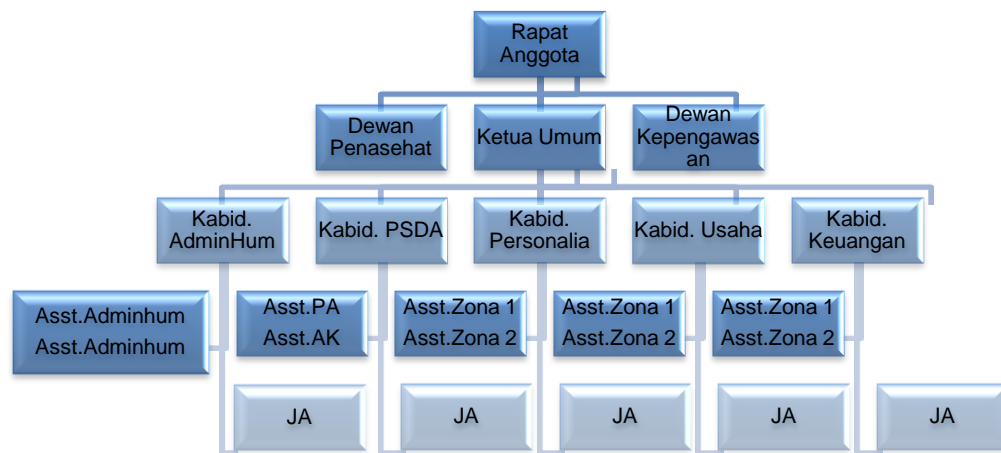 Rapat
Anggota
Dewan
Penasehat
Ketua Umum
Dewan
Kepengawas
an
Kabid.
AdminHum
Kabid. PSDA
Kabid.
Personalia
Kabid. Usaha
Kabid.
Keuangan
Asst.Adminhum
Asst.Adminhum
Asst.PA
Asst.AK
Asst.Zona 1
Asst.Zona 2
Asst.Zona 1
Asst.Zona 2
Asst.Zona 1
Asst.Zona 2
JA
JA
JA
JA
JA